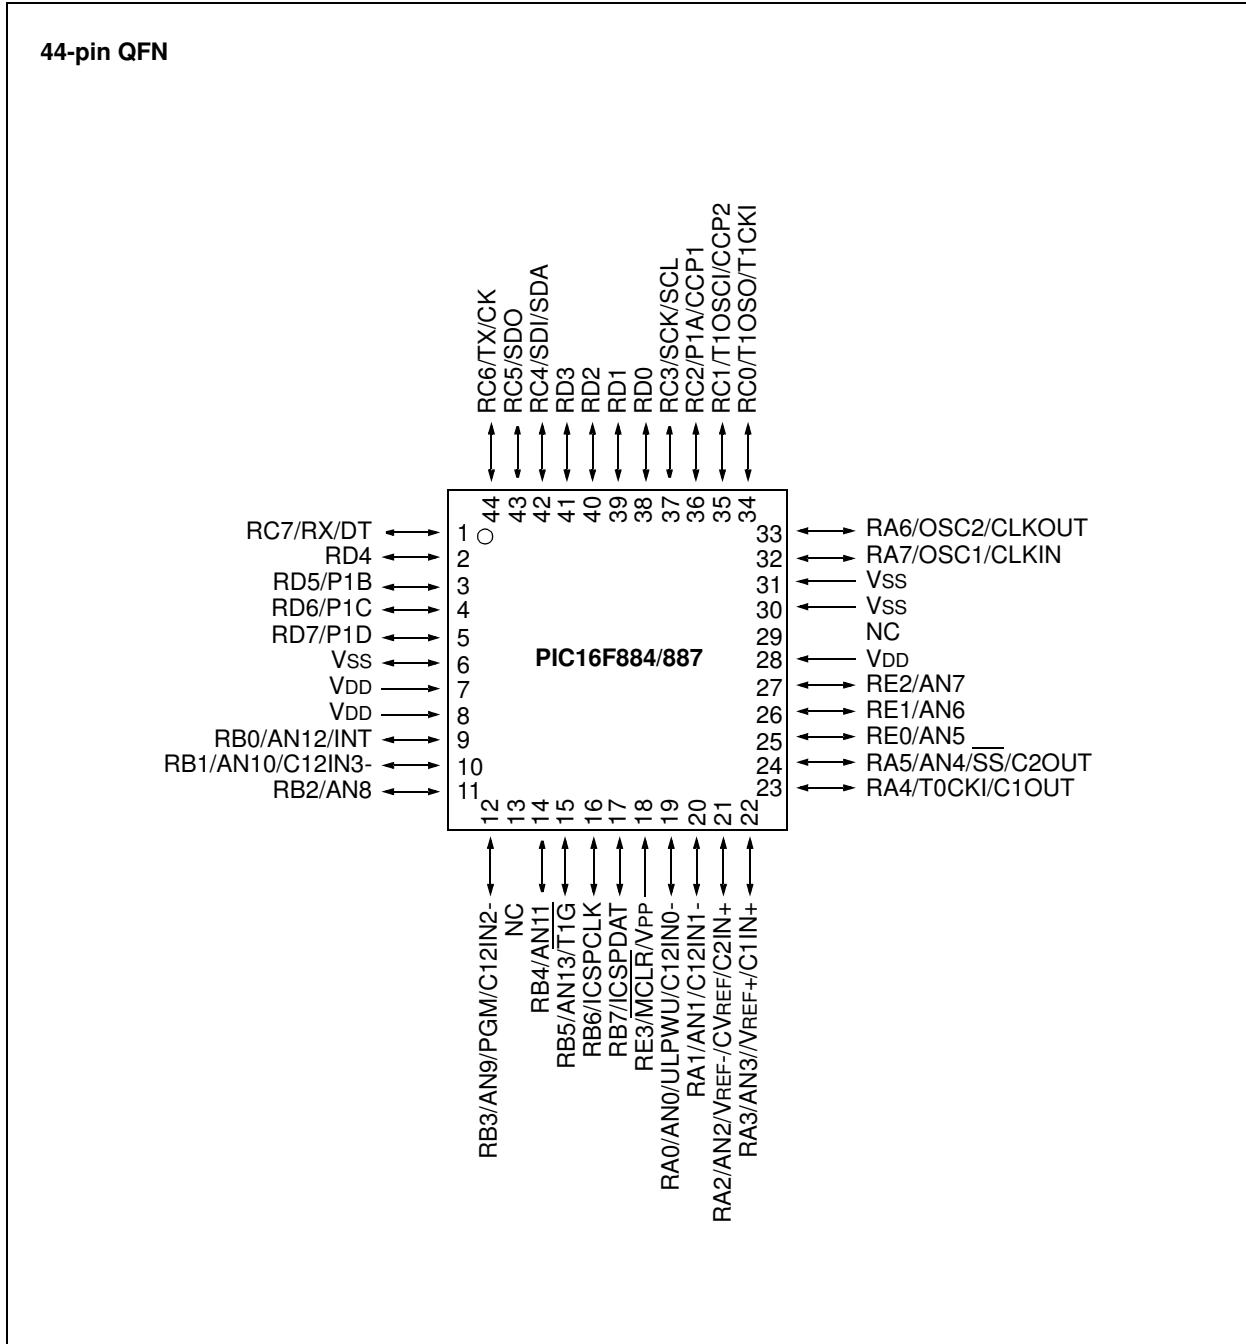 44-pin QFN
RC6/TX/CK
RC5/SDO
RC4/SDI/SDA
RD3
RD2
RD1
RD0
RC3/SCK/SCL
RC2/P1A/CCP1
RC1/T1OSCI/CCP2
RC0/T1OSO/T1CKI
44
43
42
41
40
39
38
37
36
35
34
RC7/RX/DT 1
RD4 2
RD5/P1B 3
RD6/P1C 4
RD7/P1D 5
VSS 6
VDD 7
VDD 8
RB0/AN12/INT 9
RB1/AN10/C12IN3- 10
RB2/AN8 11
PIC16F884/887
33 RA6/OSC2/CLKOUT
32 RA7/OSC1/CLKIN
31 VSS
30 VSS
29 NC
28 VDD
27 RE2/AN7
26 RE1/AN6
25 RE0/AN5
24 RA5/AN4/SS/C2OUT
23 RA4/T0CKI/C1OUT
12
13
14
15
16
17
18
19
20
21
22
RB3/AN9/PGM/C12IN2-
NC
RB4/AN11
RB5/AN13/T1G
RB6/ICSPCLK
RB7/ICSPDAT
RE3/MCLR/VPP
RA0/AN0/ULPWU/C12IN0-
RA1/AN1/C12IN1-
RA2/AN2/VREF-/CVREF/C2IN+
RA3/AN3//VREF+/C1IN+